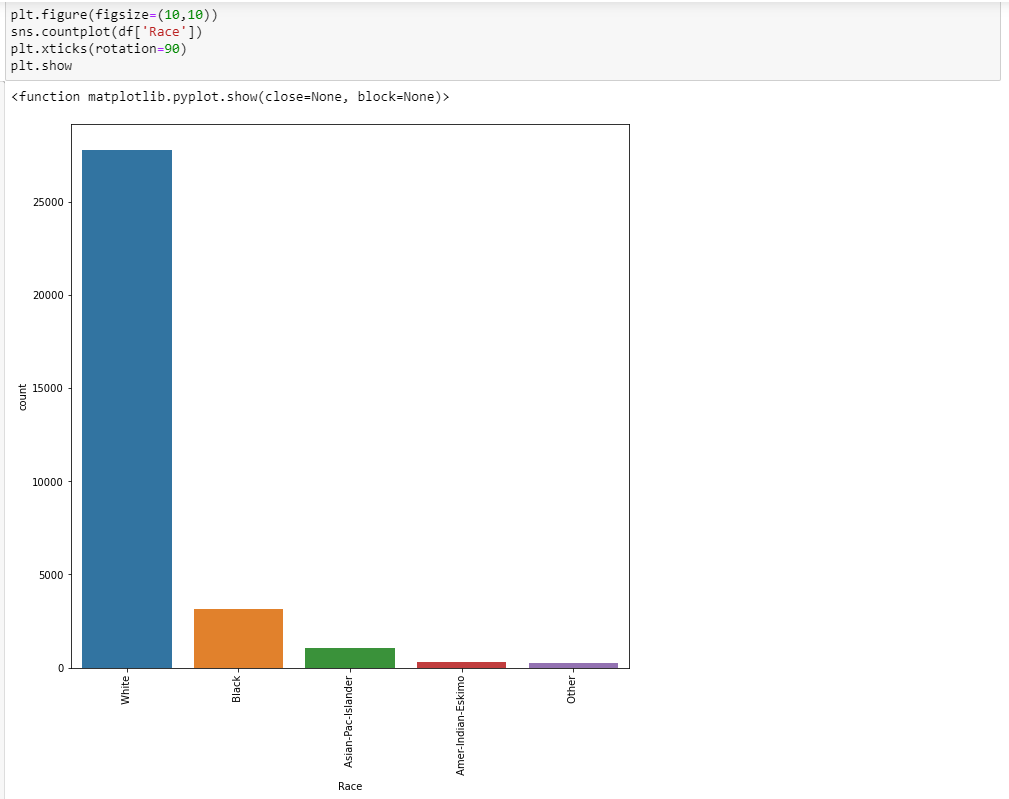 plt.figure(figsize=(10,10))
sns.countplot(df['Race'])
plt.xticks(rotation=90)
plt.show
<function matplotlib.pyplot.show(close=None, block=None)>
25000
20000
15000
10000
5000
0
count
White
Black
Asian-Pac-Islander
Amer-Indian-Eskimo
Other
Race